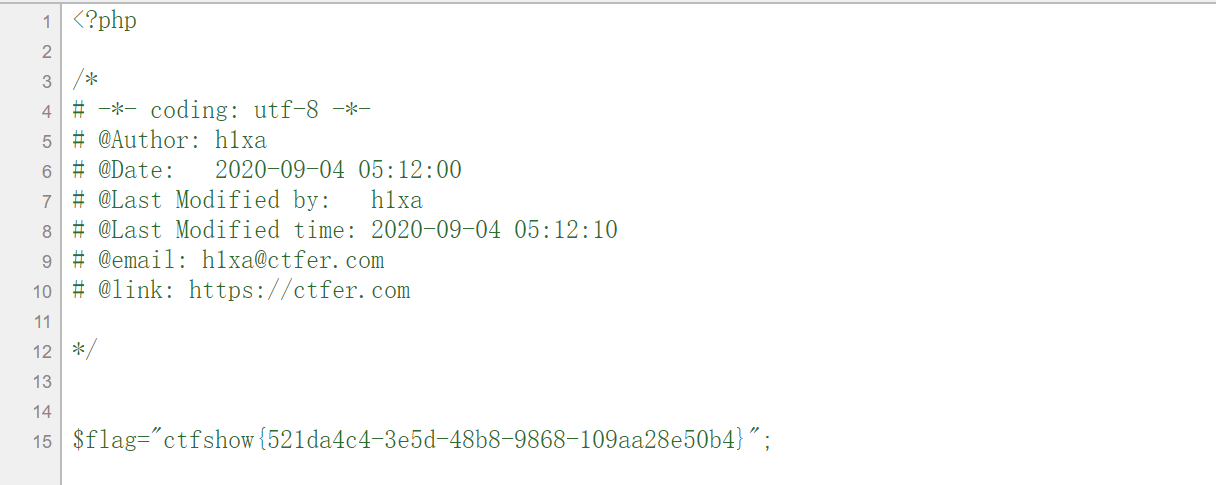 1 <?php
2
3 /*
4 # -*- coding: utf-8 -*-
5 # @Author: h1xa
6 # @Date:   2020-09-04 05:12:00
7 # @Last Modified by:   h1xa
8 # @Last Modified time: 2020-09-04 05:12:10
9 # @email: h1xa@ctfer.com
10 # @link: https://ctfer.com
11
12 */
13
14
15 $flag="ctfshow{521da4c4-3e5d-48b8-9868-109aa28e50b4}";